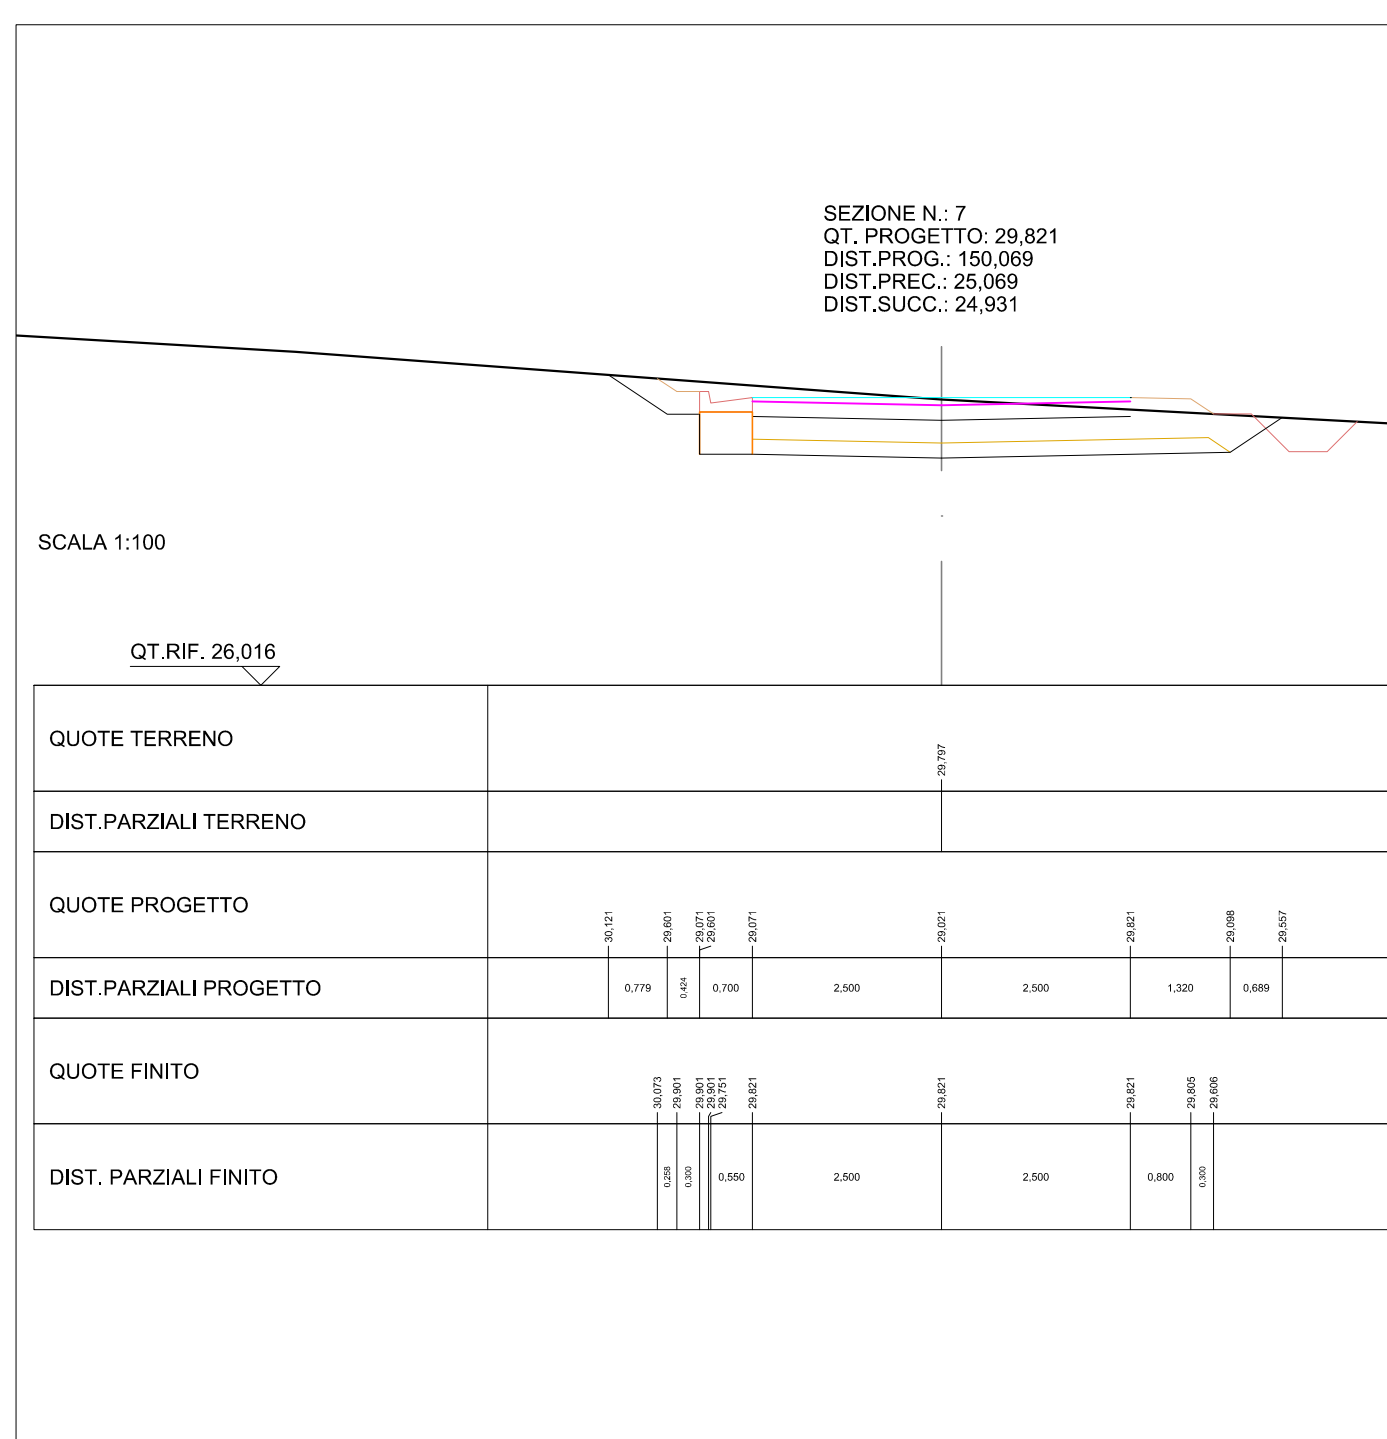 SEZIONE N.: 7
QT. PROGETTO: 29,821
DIST.PROG.: 150,069
DIST.PREC.: 25,069
DIST.SUCC.: 24,931
SCALA 1:100
QT.RIF. 26,016
QUOTE TERRENO
29,797
DIST.PARZIALI TERRENO
QUOTE PROGETTO
30,121 29,601 29,071 29,601 29,071 29,021 29,821 29,098 29,557
DIST.PARZIALI PROGETTO
0,779 0,424 0,700 2,500 2,500 1,320 0,689
QUOTE FINITO
30,073 29,901 29,901 29,901 29,751 29,821 29,821 29,821 29,805 29,606
DIST. PARZIALI FINITO
0,258 0,300 0,550 2,500 2,500 0,800 0,300